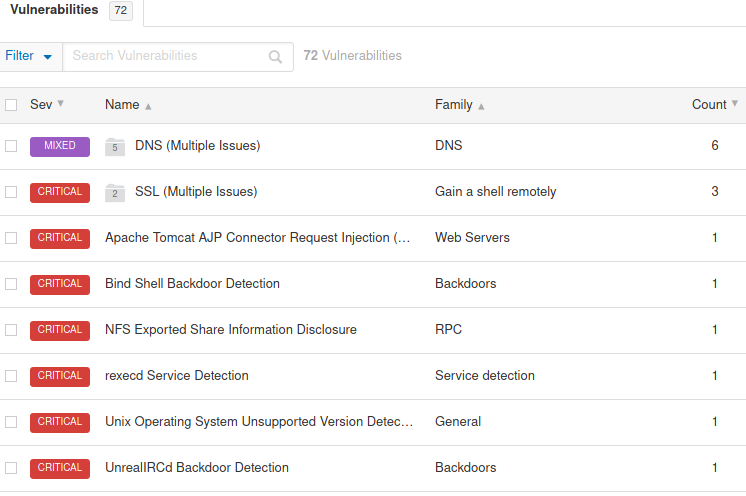 Vulnerabilities 72
Filter Search Vulnerabilities 72 Vulnerabilities
Sev Name Family Count
MIXED 5 DNS (Multiple Issues) DNS 6
CRITICAL 2 SSL (Multiple Issues) Gain a shell remotely 3
CRITICAL Apache Tomcat AJP Connector Request Injection (... Web Servers 1
CRITICAL Bind Shell Backdoor Detection Backdoors 1
CRITICAL NFS Exported Share Information Disclosure RPC 1
CRITICAL rexecd Service Detection Service detection 1
CRITICAL Unix Operating System Unsupported Version Detec... General 1
CRITICAL UnrealIRCd Backdoor Detection Backdoors 1